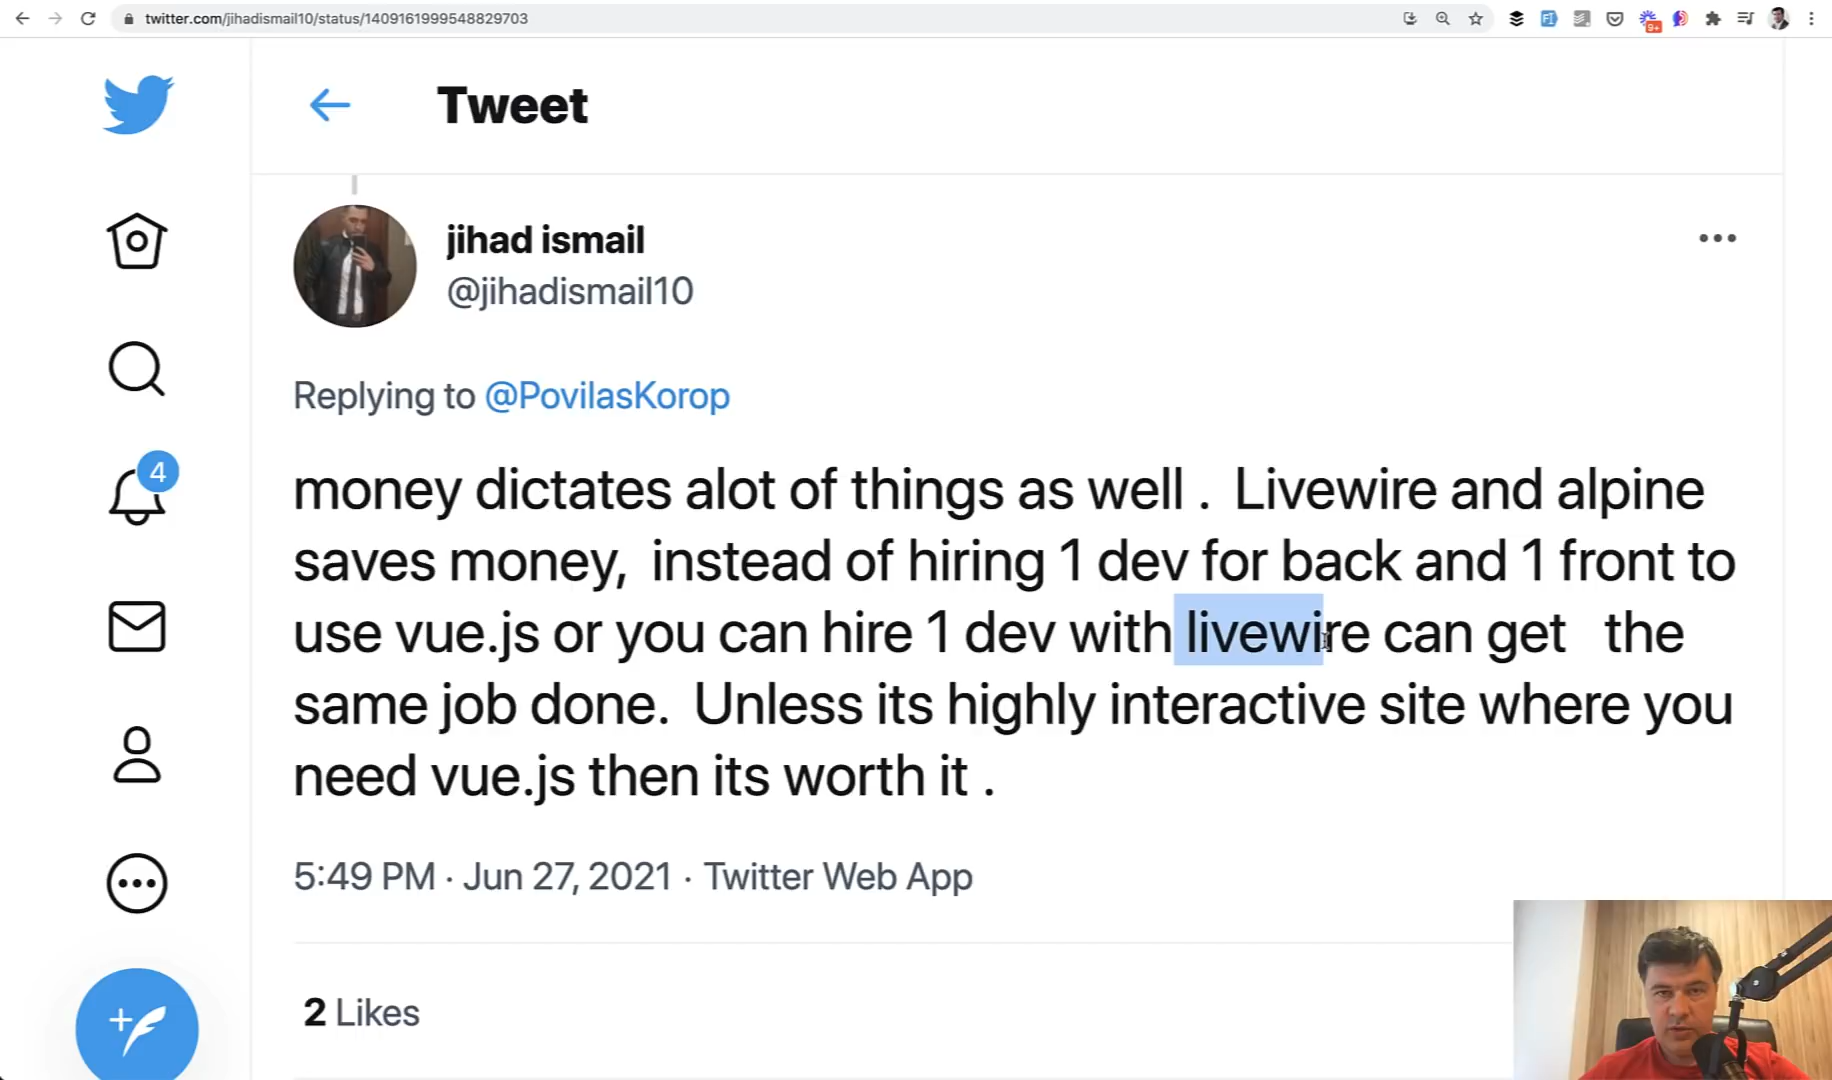 twitter.com/jihadismail10/status/1409161999548829703
9+
Tweet
jihad ismail
@jihadismail10
Replying to @PovilasKorop
4
money dictates alot of things as well .  Livewire and alpine
saves money,  instead of hiring 1 dev for back and 1 front to
use vue.js or you can hire 1 dev with livewire can get   the
same job done.  Unless its highly interactive site where you
need vue.js then its worth it .
5:49 PM · Jun 27, 2021 · Twitter Web App
2 Likes